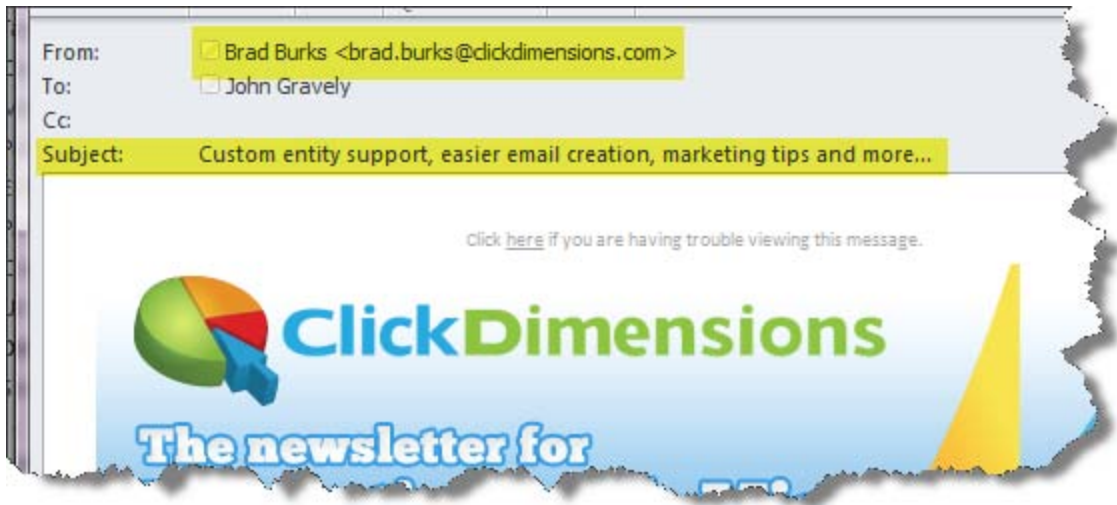 From: Brad Burks <brad.burks@clickdimensions.com>
To: John Gravely
Cc:
Subject: Custom entity support, easier email creation, marketing tips and more...
Click here if you are having trouble viewing this message.
ClickDimensions
The newsletter for